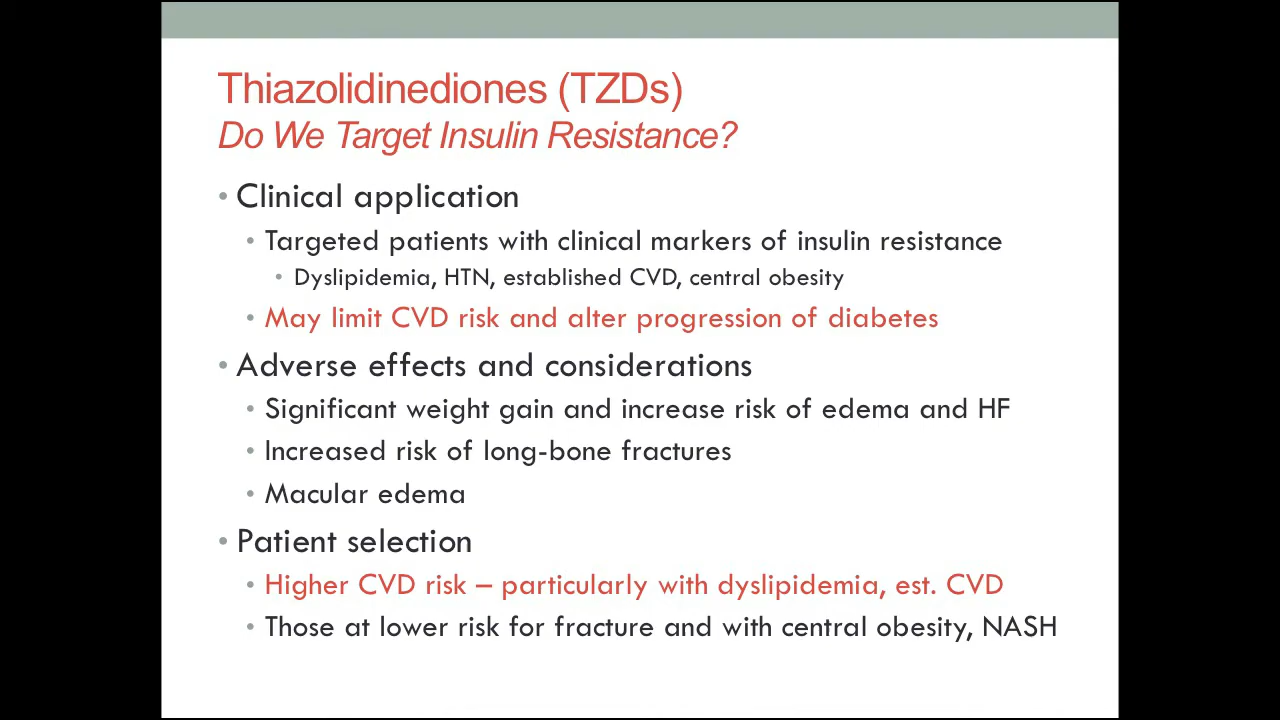 Thiazolidinediones (TZDs)
Do We Target Insulin Resistance?
• Clinical application
• Targeted patients with clinical markers of insulin resistance
• Dyslipidemia, HTN, established CVD, central obesity
• May limit CVD risk and alter progression of diabetes
• Adverse effects and considerations
• Significant weight gain and increase risk of edema and HF
• Increased risk of long-bone fractures
• Macular edema
• Patient selection
• Higher CVD risk – particularly with dyslipidemia, est. CVD
• Those at lower risk for fracture and with central obesity, NASH